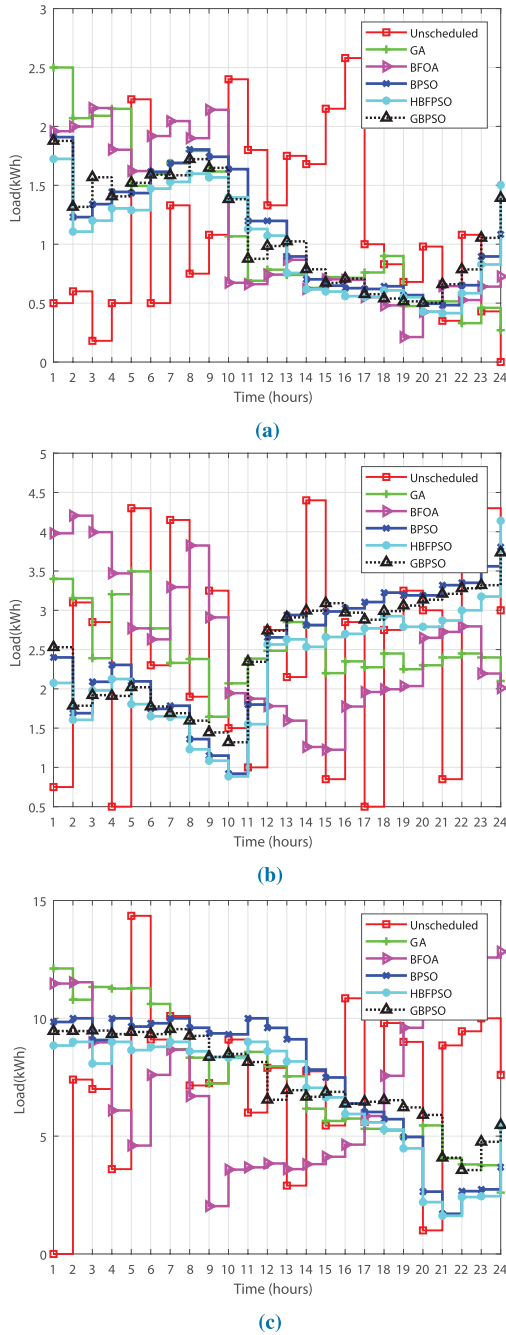 3
2.5
2
1.5
1
0.5
0
Load(kWh)
Unscheduled
GA
BFOA
BPSO
HBFPSO
GBPSO
1 2 3 4 5 6 7 8 9 10 11 12 13 14 15 16 17 18 19 20 21 22 23 24
Time (hours)
(a)
5
4.5
4
3.5
3
2.5
2
1.5
1
0.5
Load(kWh)
Unscheduled
GA
BFOA
BPSO
HBFPSO
GBPSO
1 2 3 4 5 6 7 8 9 10 11 12 13 14 15 16 17 18 19 20 21 22 23 24
Time (hours)
(b)
15
10
5
0
Load(kWh)
Unscheduled
GA
BFOA
BPSO
HBFPSO
GBPSO
1 2 3 4 5 6 7 8 9 10 11 12 13 14 15 16 17 18 19 20 21 22 23 24
Time (hours)
(c)